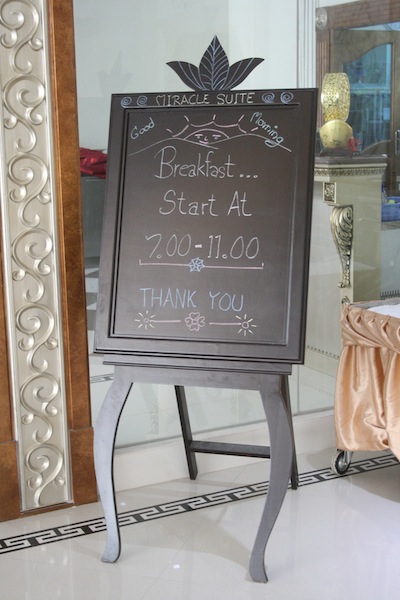 MIRACLE SUITE
Good Morning
Breakfast...
Start At
7.00-11.00
THANK YOU